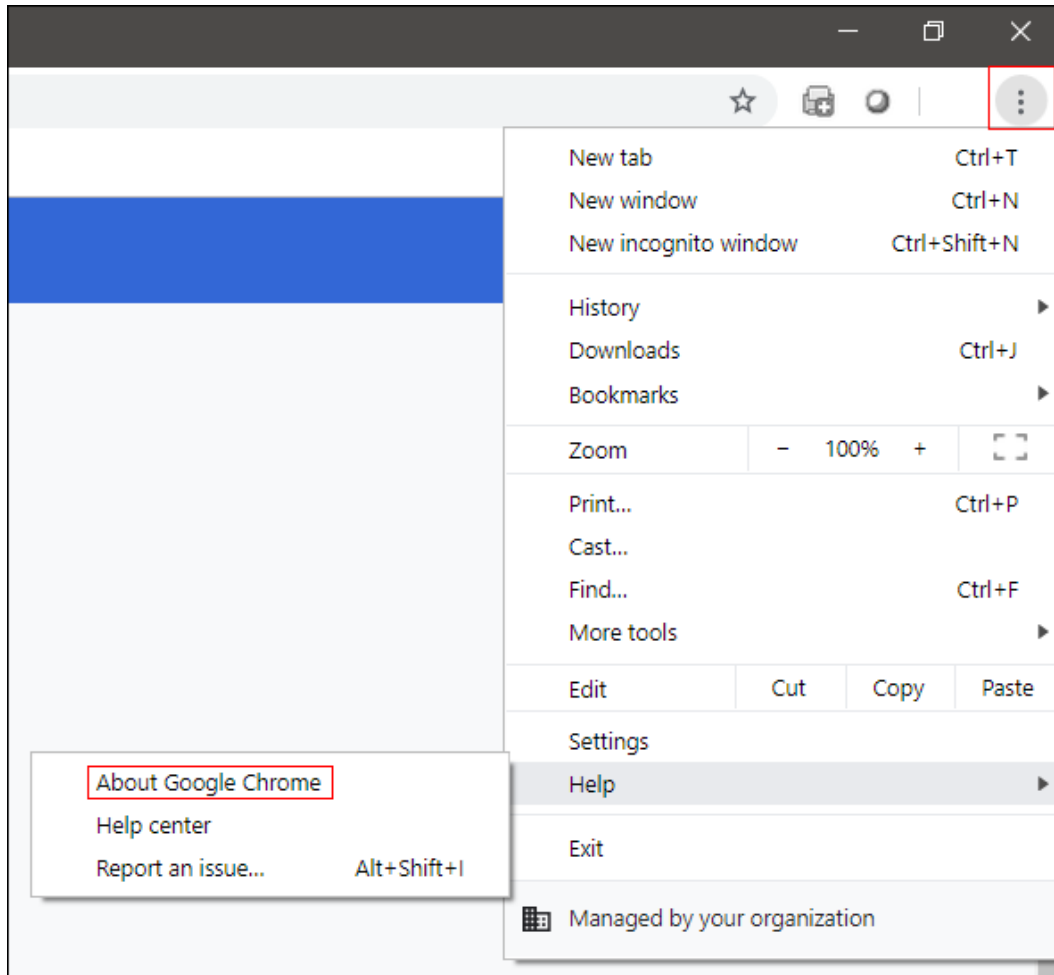 New tab Ctrl+T
New window Ctrl+N
New incognito window Ctrl+Shift+N
History
Downloads Ctrl+J
Bookmarks
Zoom - 100% +
Print... Ctrl+P
Cast...
Find... Ctrl+F
More tools
Edit Cut Copy Paste
Settings
Help
About Google Chrome
Help center
Report an issue... Alt+Shift+I
Exit
Managed by your organization